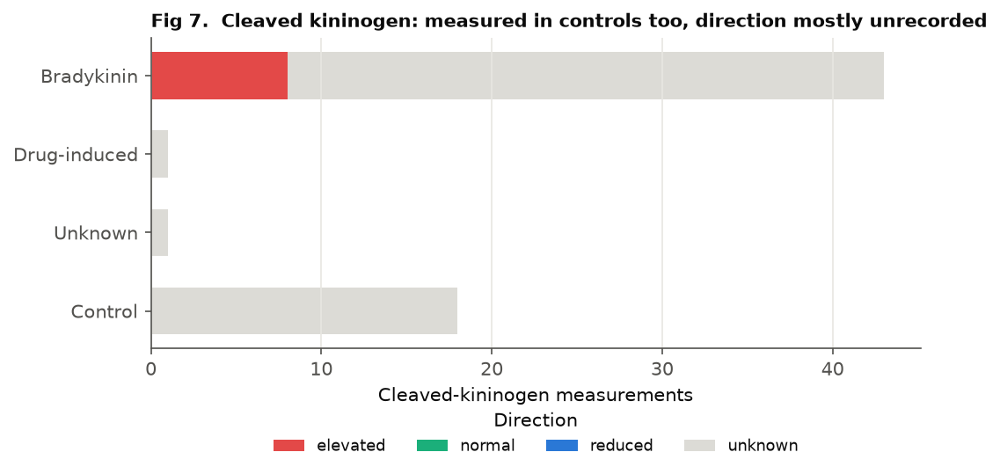 Fig 7.  Cleaved kininogen: measured in controls too, direction mostly unrecorded
Bradykinin
Drug-induced
Unknown
Control
0 10 20 30 40
Cleaved-kininogen measurements
Direction
elevated normal reduced unknown